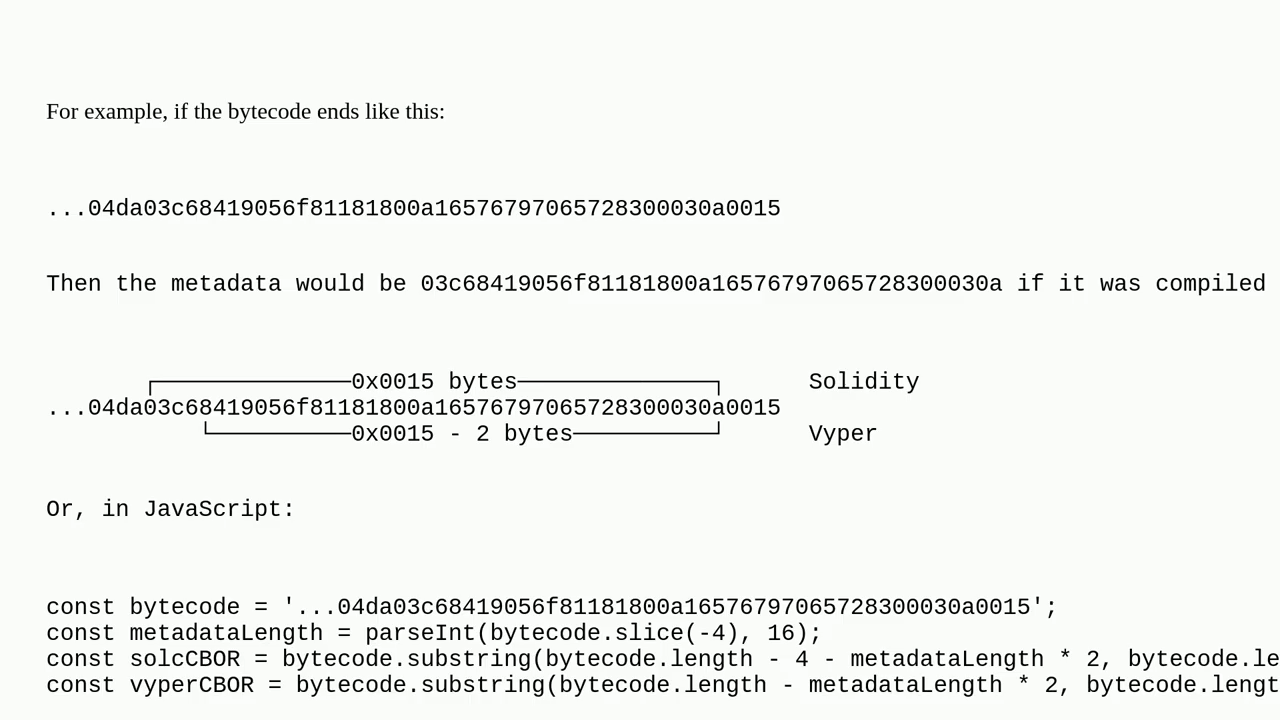 For example, if the bytecode ends like this:
...04da03c68419056f81181800a16576797065728300030a0015
Then the metadata would be 03c68419056f81181800a16576797065728300030a if it was compiled
┌──────────────0x0015 bytes──────────────┐ Solidity
...04da03c68419056f81181800a16576797065728300030a0015
└──────────0x0015 - 2 bytes──────────┘ Vyper
Or, in JavaScript:
const bytecode = '...04da03c68419056f81181800a16576797065728300030a0015';
const metadataLength = parseInt(bytecode.slice(-4), 16);
const solcCBOR = bytecode.substring(bytecode.length - 4 - metadataLength * 2, bytecode.le
const vyperCBOR = bytecode.substring(bytecode.length - metadataLength * 2, bytecode.lengt